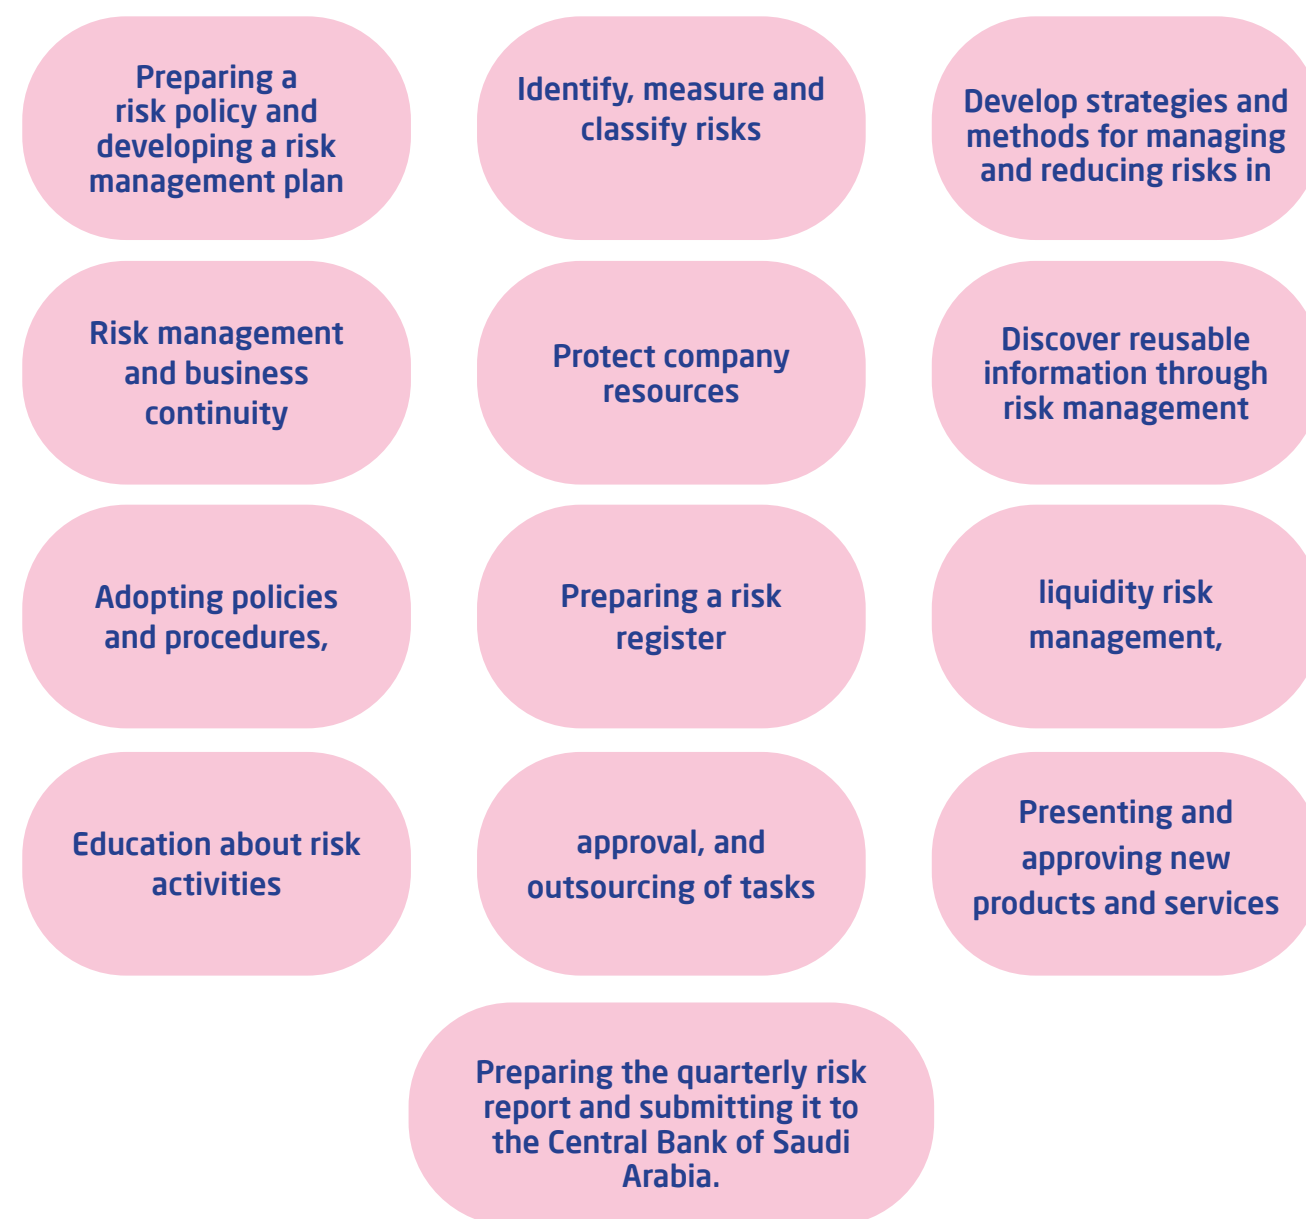 Preparing a
risk policy and
developing a risk
management plan
Identify, measure and
classify risks
Develop strategies and
methods for managing
and reducing risks in
Risk management
and business
continuity
Protect company
resources
Discover reusable
information through
risk management
Adopting policies
and procedures,
Preparing a risk
register
liquidity risk
management,
Education about risk
activities
approval, and
outsourcing of tasks
Presenting and
approving new
products and services
Preparing the quarterly risk
report and submitting it to
the Central Bank of Saudi
Arabia.